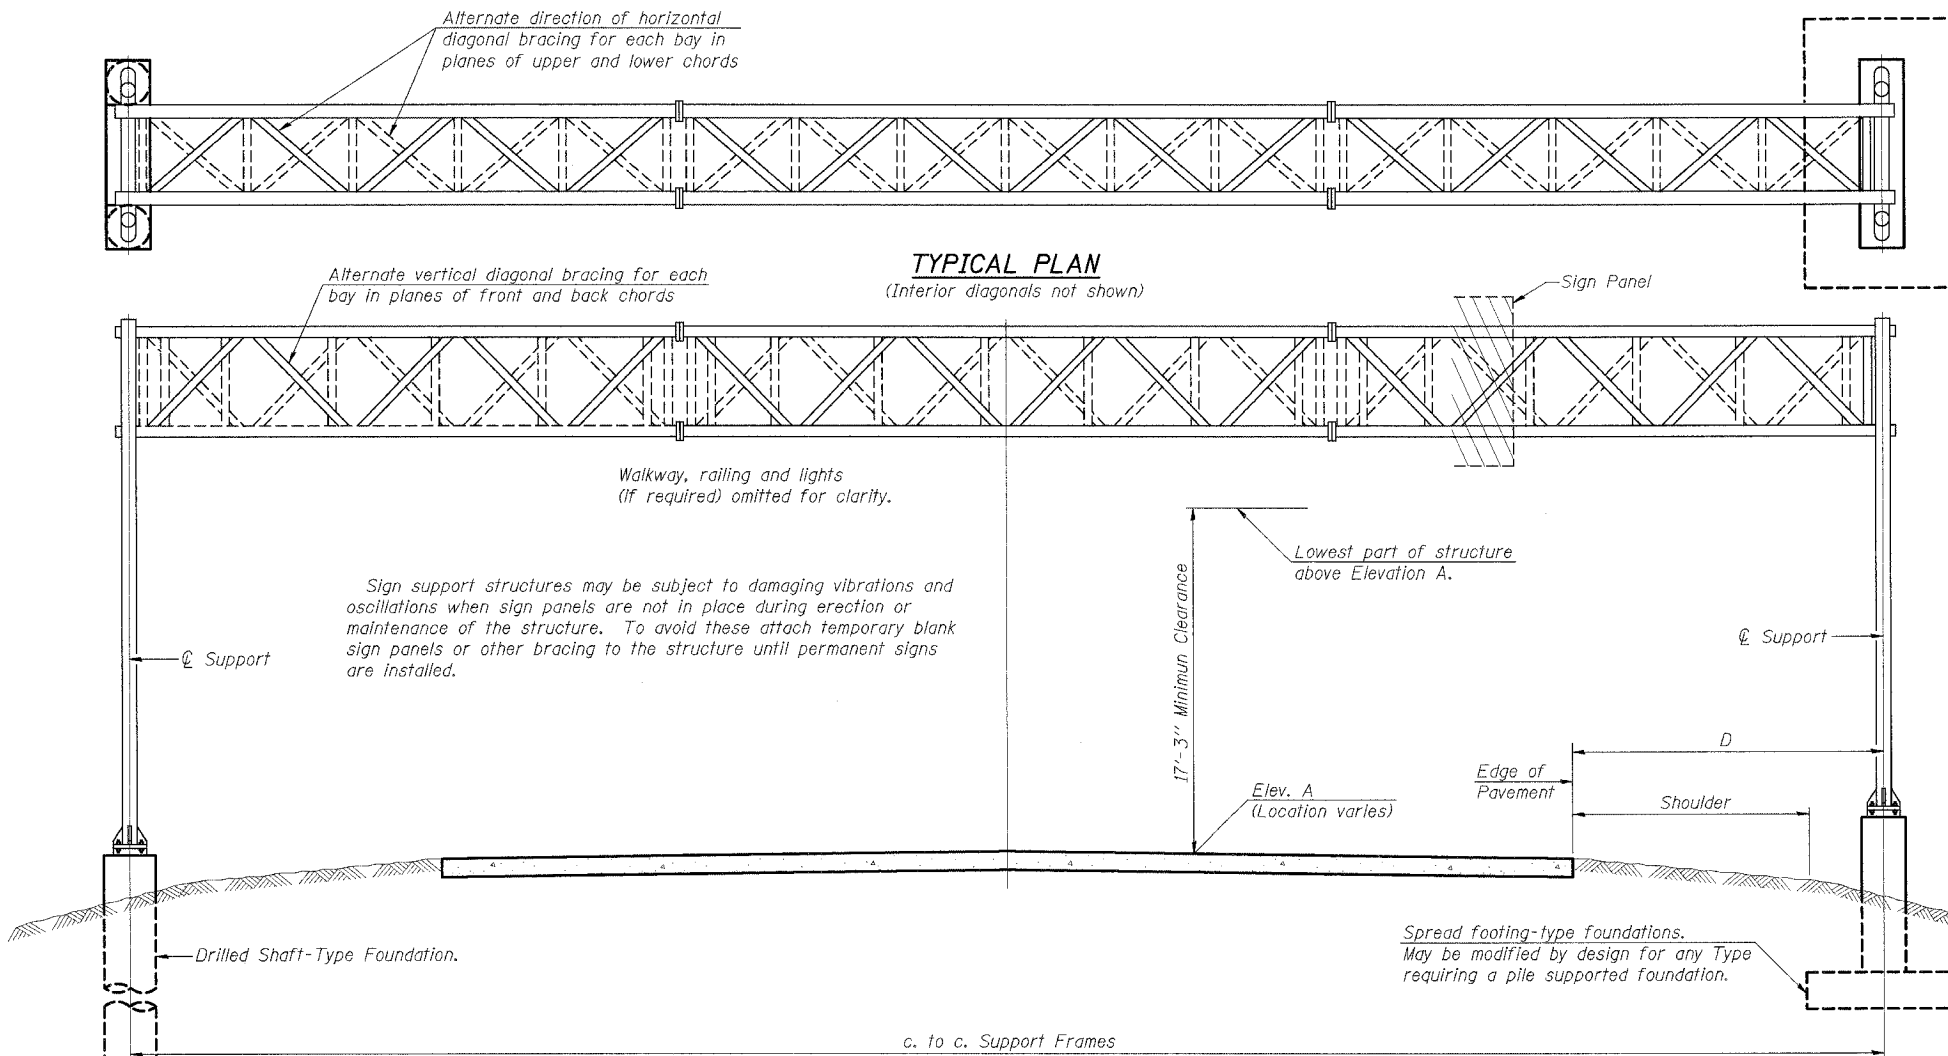 Alternate direction of horizontal
diagonal bracing for each bay in
planes of upper and lower chords
TYPICAL PLAN
(Interior diagonals not shown)
Alternate vertical diagonal bracing for each
bay in planes of front and back chords
Sign Panel
Walkway, railing and lights
(if required) omitted for clarity.
Lowest part of structure
above Elevation A.
Sign support structures may be subject to damaging vibrations and
oscillations when sign panels are not in place during erection or
maintenance of the structure. To avoid these attach temporary blank
sign panels or other bracing to the structure until permanent signs
are installed.
℄ Support
℄ Support
17'-3" Minimun Clearance
D
Edge of
Pavement
Shoulder
Elev. A
(Location varies)
Drilled Shaft-Type Foundation.
Spread footing-type foundations.
May be modified by design for any Type
requiring a pile supported foundation.
c. to c. Support Frames